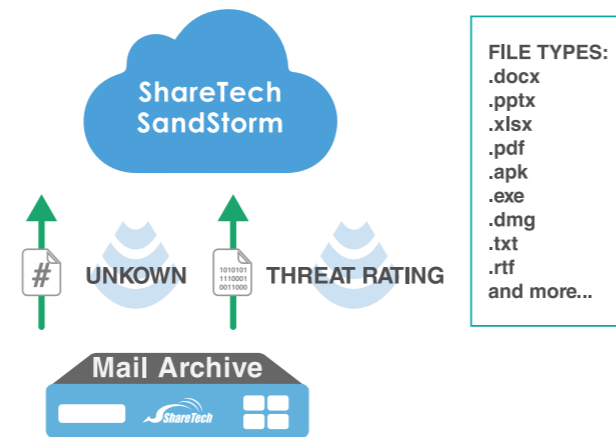 ShareTech
SandStorm
#
UNKOWN
1010101
1110001
0011000
THREAT RATING
Mail Archive
ShareTech
FILE TYPES:
.docx
.pptx
.xlsx
.pdf
.apk
.exe
.dmg
.txt
.rtf
and more...